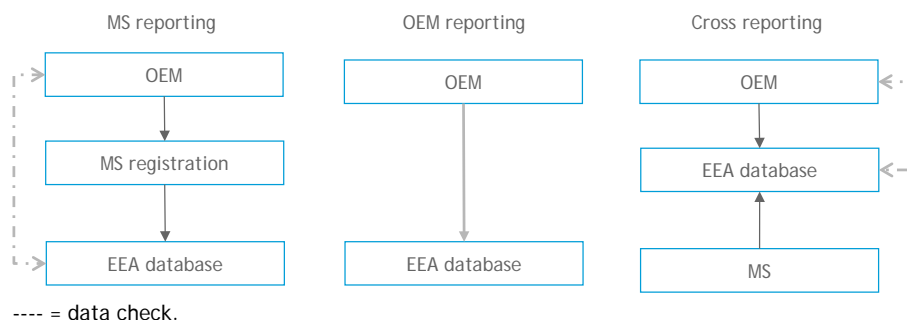 MS reporting
OEM
MS registration
EEA database
OEM reporting
OEM
EEA database
Cross reporting
OEM
EEA database
MS
---- = data check.